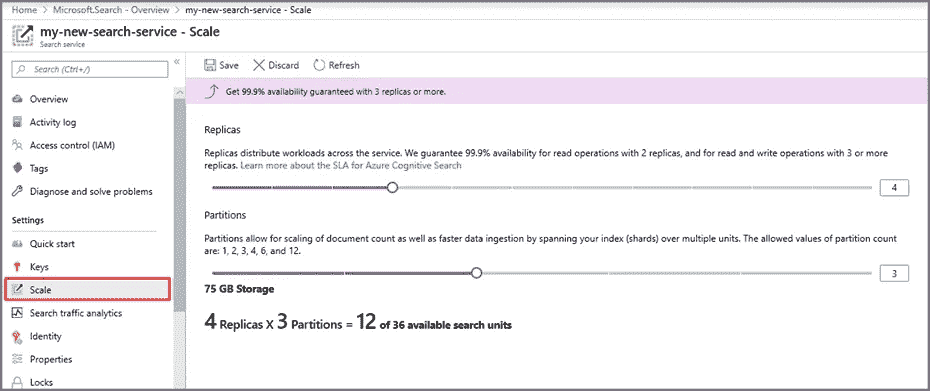 Home > Microsoft.Search - Overview > my-new-search-service - Scale
my-new-search-service - Scale
Search service
Search (Ctrl+/)
«
Overview
Activity log
Access control (IAM)
Tags
Diagnose and solve problems
Settings
Quick start
Keys
Scale
Search traffic analytics
Identity
Properties
Locks
Save Discard Refresh
Get 99.9% availability guaranteed with 3 replicas or more.
Replicas
Replicas distribute workloads across the service. We guarantee 99.9% availability for read operations with 2 replicas, and for read and write operations with 3 or more
replicas. Learn more about the SLA for Azure Cognitive Search
4
Partitions
Partitions allow for scaling of document count as well as faster data ingestion by spanning your index (shards) over multiple units. The allowed values of partition count
are: 1, 2, 3, 4, 6, and 12.
3
75 GB Storage
4 Replicas X 3 Partitions = 12 of 36 available search units